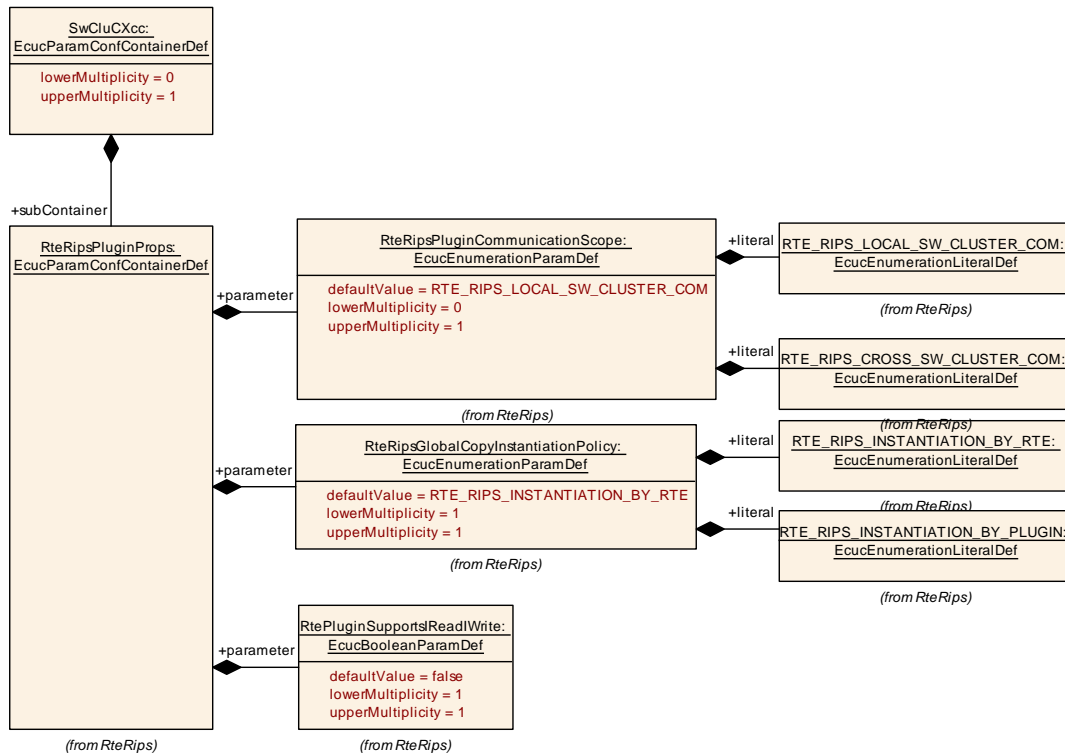 SwCluCXcc:
EcucParamConfContainerDef
lowerMultiplicity = 0
upperMultiplicity = 1
+subContainer
RteRipsPluginProps:
EcucParamConfContainerDef
(from RteRips)
+parameter
RteRipsPluginCommunicationScope:
EcucEnumerationParamDef
defaultValue = RTE_RIPS_LOCAL_SW_CLUSTER_COM
lowerMultiplicity = 0
upperMultiplicity = 1
(from RteRips)
+literal
RTE_RIPS_LOCAL_SW_CLUSTER_COM:
EcucEnumerationLiteralDef
(from RteRips)
+literal
RTE_RIPS_CROSS_SW_CLUSTER_COM:
EcucEnumerationLiteralDef
(from RteRips)
+parameter
RteRipsGlobalCopyInstantiationPolicy:
EcucEnumerationParamDef
defaultValue = RTE_RIPS_INSTANTIATION_BY_RTE
lowerMultiplicity = 1
upperMultiplicity = 1
(from RteRips)
+literal
RTE_RIPS_INSTANTIATION_BY_RTE:
EcucEnumerationLiteralDef
+literal
RTE_RIPS_INSTANTIATION_BY_PLUGIN:
EcucEnumerationLiteralDef
(from RteRips)
+parameter
RtePluginSupportsIReadIWrite:
EcucBooleanParamDef
defaultValue = false
lowerMultiplicity = 1
upperMultiplicity = 1
(from RteRips)